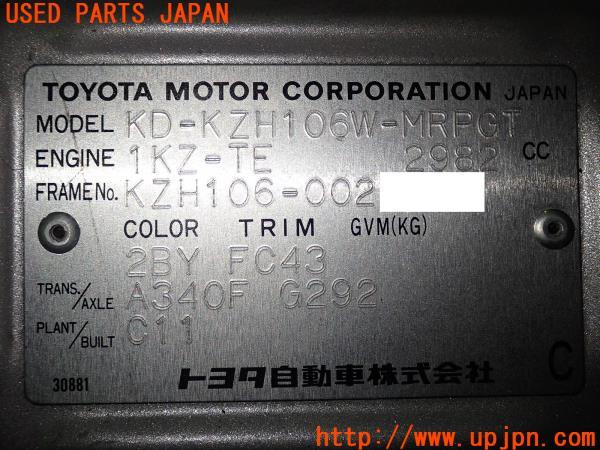 USED PARTS JAPAN
TOYOTA MOTOR CORPORATION JAPAN
MODEL KD-KZH106W-MRPGT
ENGINE 1KZ-TE 2982 CC
FRAME No. KZH106-002
COLOR TRIM GVM(KG)
2BY FC43
TRANS./AXLE A340F G292
PLANT/BUILT C11
30881 トヨタ自動車株式会社 C
http://www.upjpn.com/